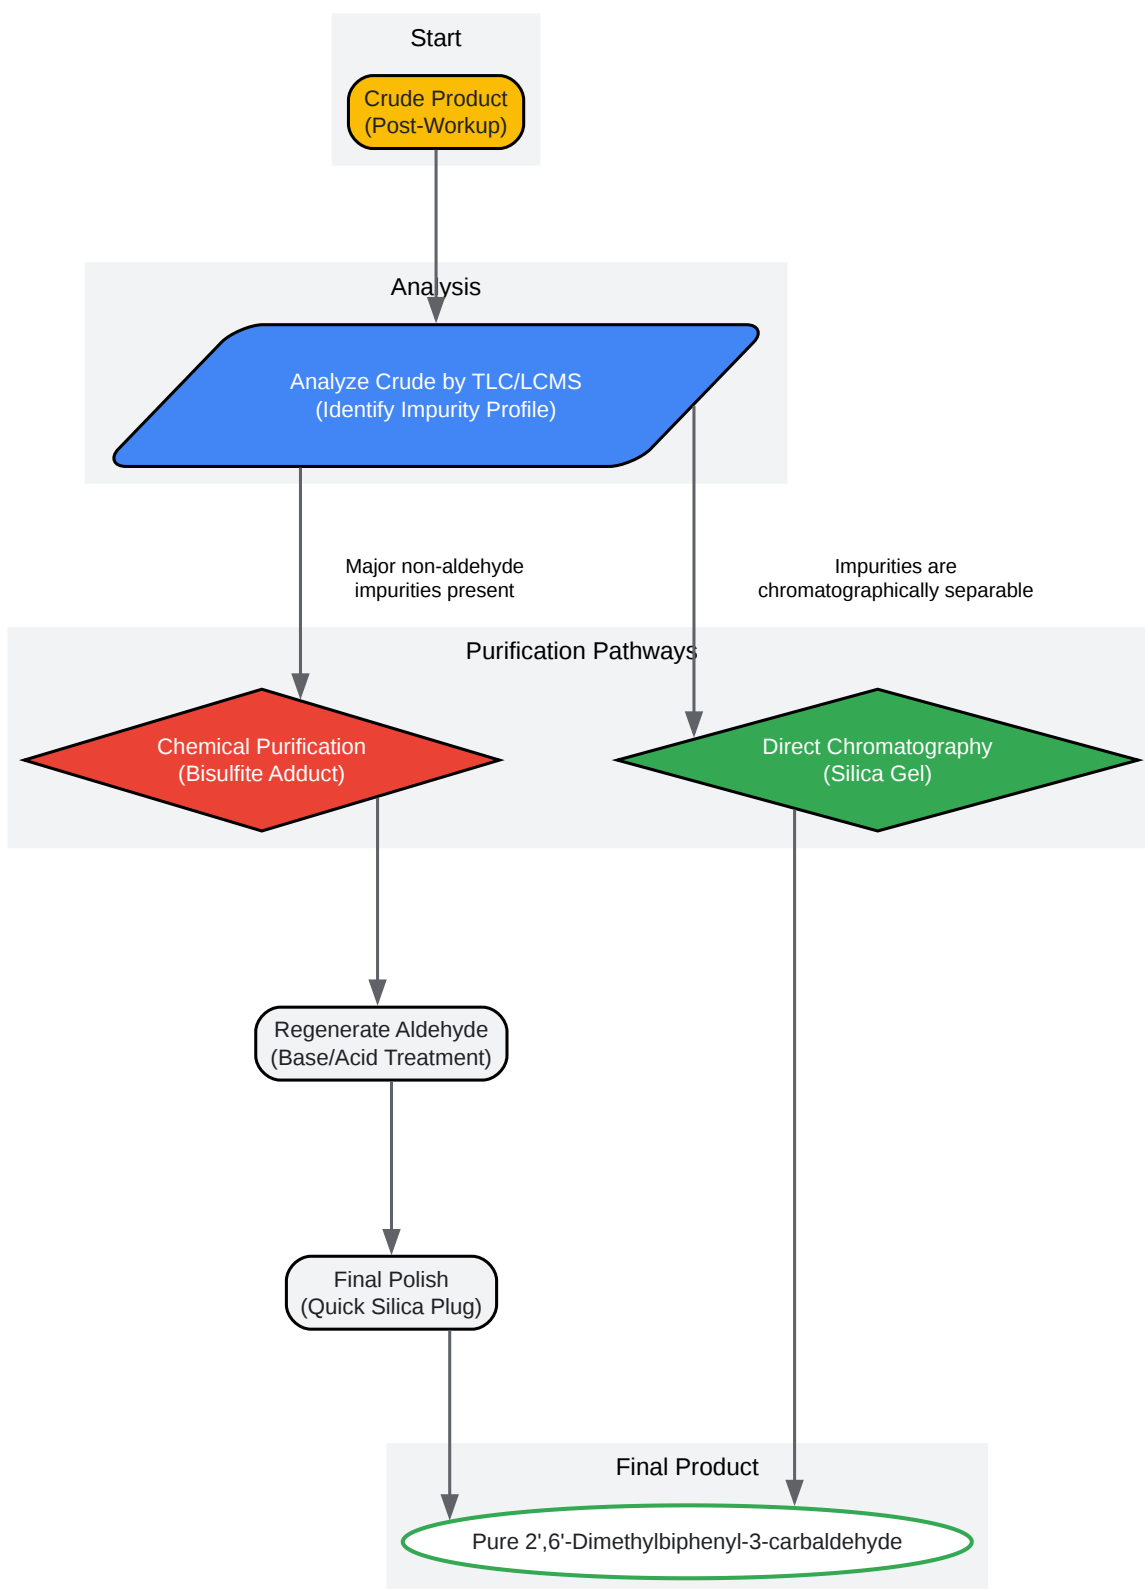 Start
Crude Product
(Post-Workup)
Analysis
Analyze Crude by TLC/LCMS
(Identify Impurity Profile)
Major non-aldehyde
impurities present
Impurities are
chromatographically separable
Purification Pathways
Chemical Purification
(Bisulfite Adduct)
Direct Chromatography
(Silica Gel)
Regenerate Aldehyde
(Base/Acid Treatment)
Final Polish
(Quick Silica Plug)
Final Product
Pure 2',6'-Dimethylbiphenyl-3-carbaldehyde